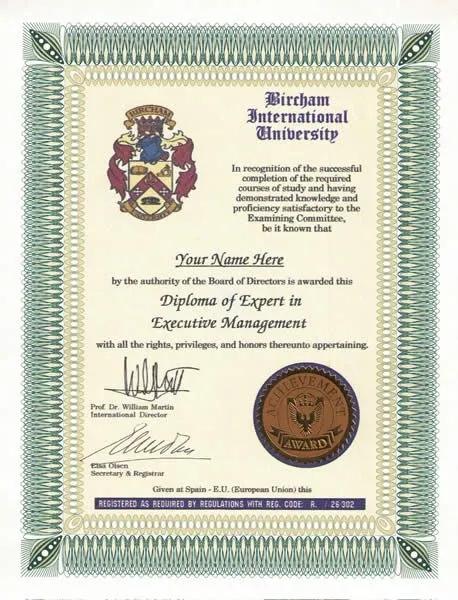 BIRCHAM
UNIVERSITY
Bircham
International
University
In recognition of the successful
completion of the required
courses of study and having
demonstrated knowledge and
proficiency satisfactory to the
Examining Committee,
be it known that
Your Name Here
by the authority of the Board of Directors is awarded this
Diploma of Expert in
Executive Management
with all the rights, privileges, and honors thereunto appertaining.
Prof. Dr. William Martin
International Director
ACHIEVEMENT
AWARD
Elsa Olsen
Secretary & Registrar
Given at Spain - E.U. (European Union) this
REGISTERED AS REQUIRED BY REGULATIONS WITH REG. CODE: R. / 26/302